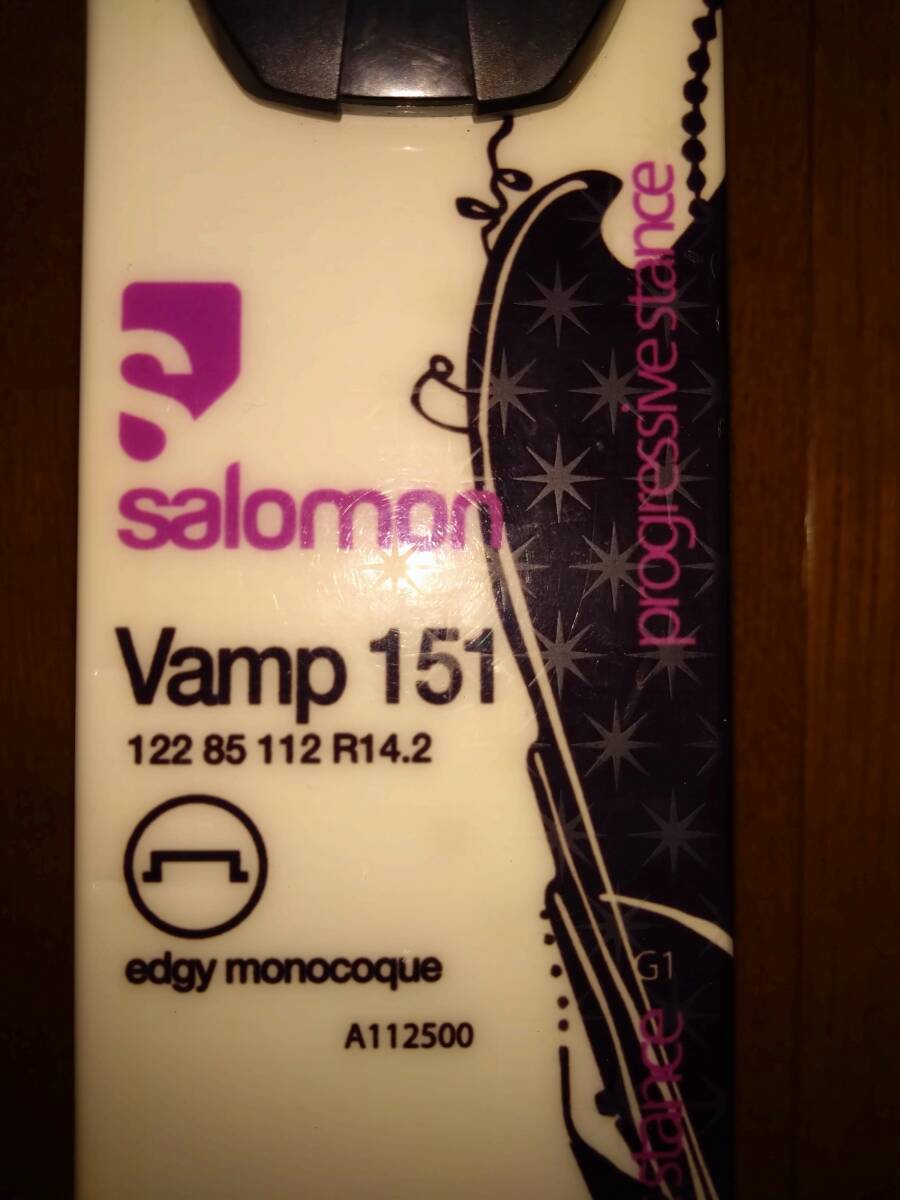 salomon
Vamp 151
122 85 112 R14.2
edgy monocoque
A112500
progressive stance
G1
stance